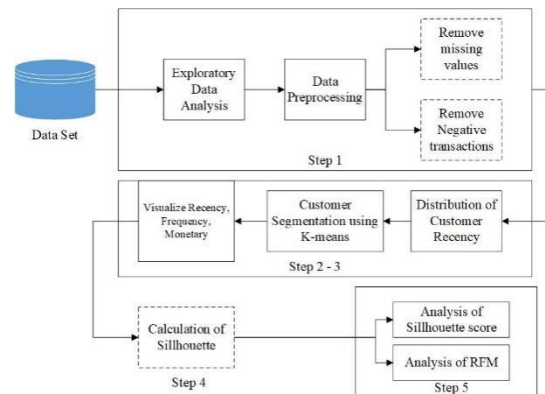 Data Set
Exploratory
Data
Analysis
Data
Preprocessing
Remove
missing
values
Remove
Negative
transactions
Step 1
Visualize Recency,
Frequency,
Monetary
Customer
Segmentation using
K-means
Distribution of
Customer
Recency
Step 2 - 3
Calculation of
Sillhouette
Step 4
Analysis of
Sillhouette score
Analysis of RFM
Step 5